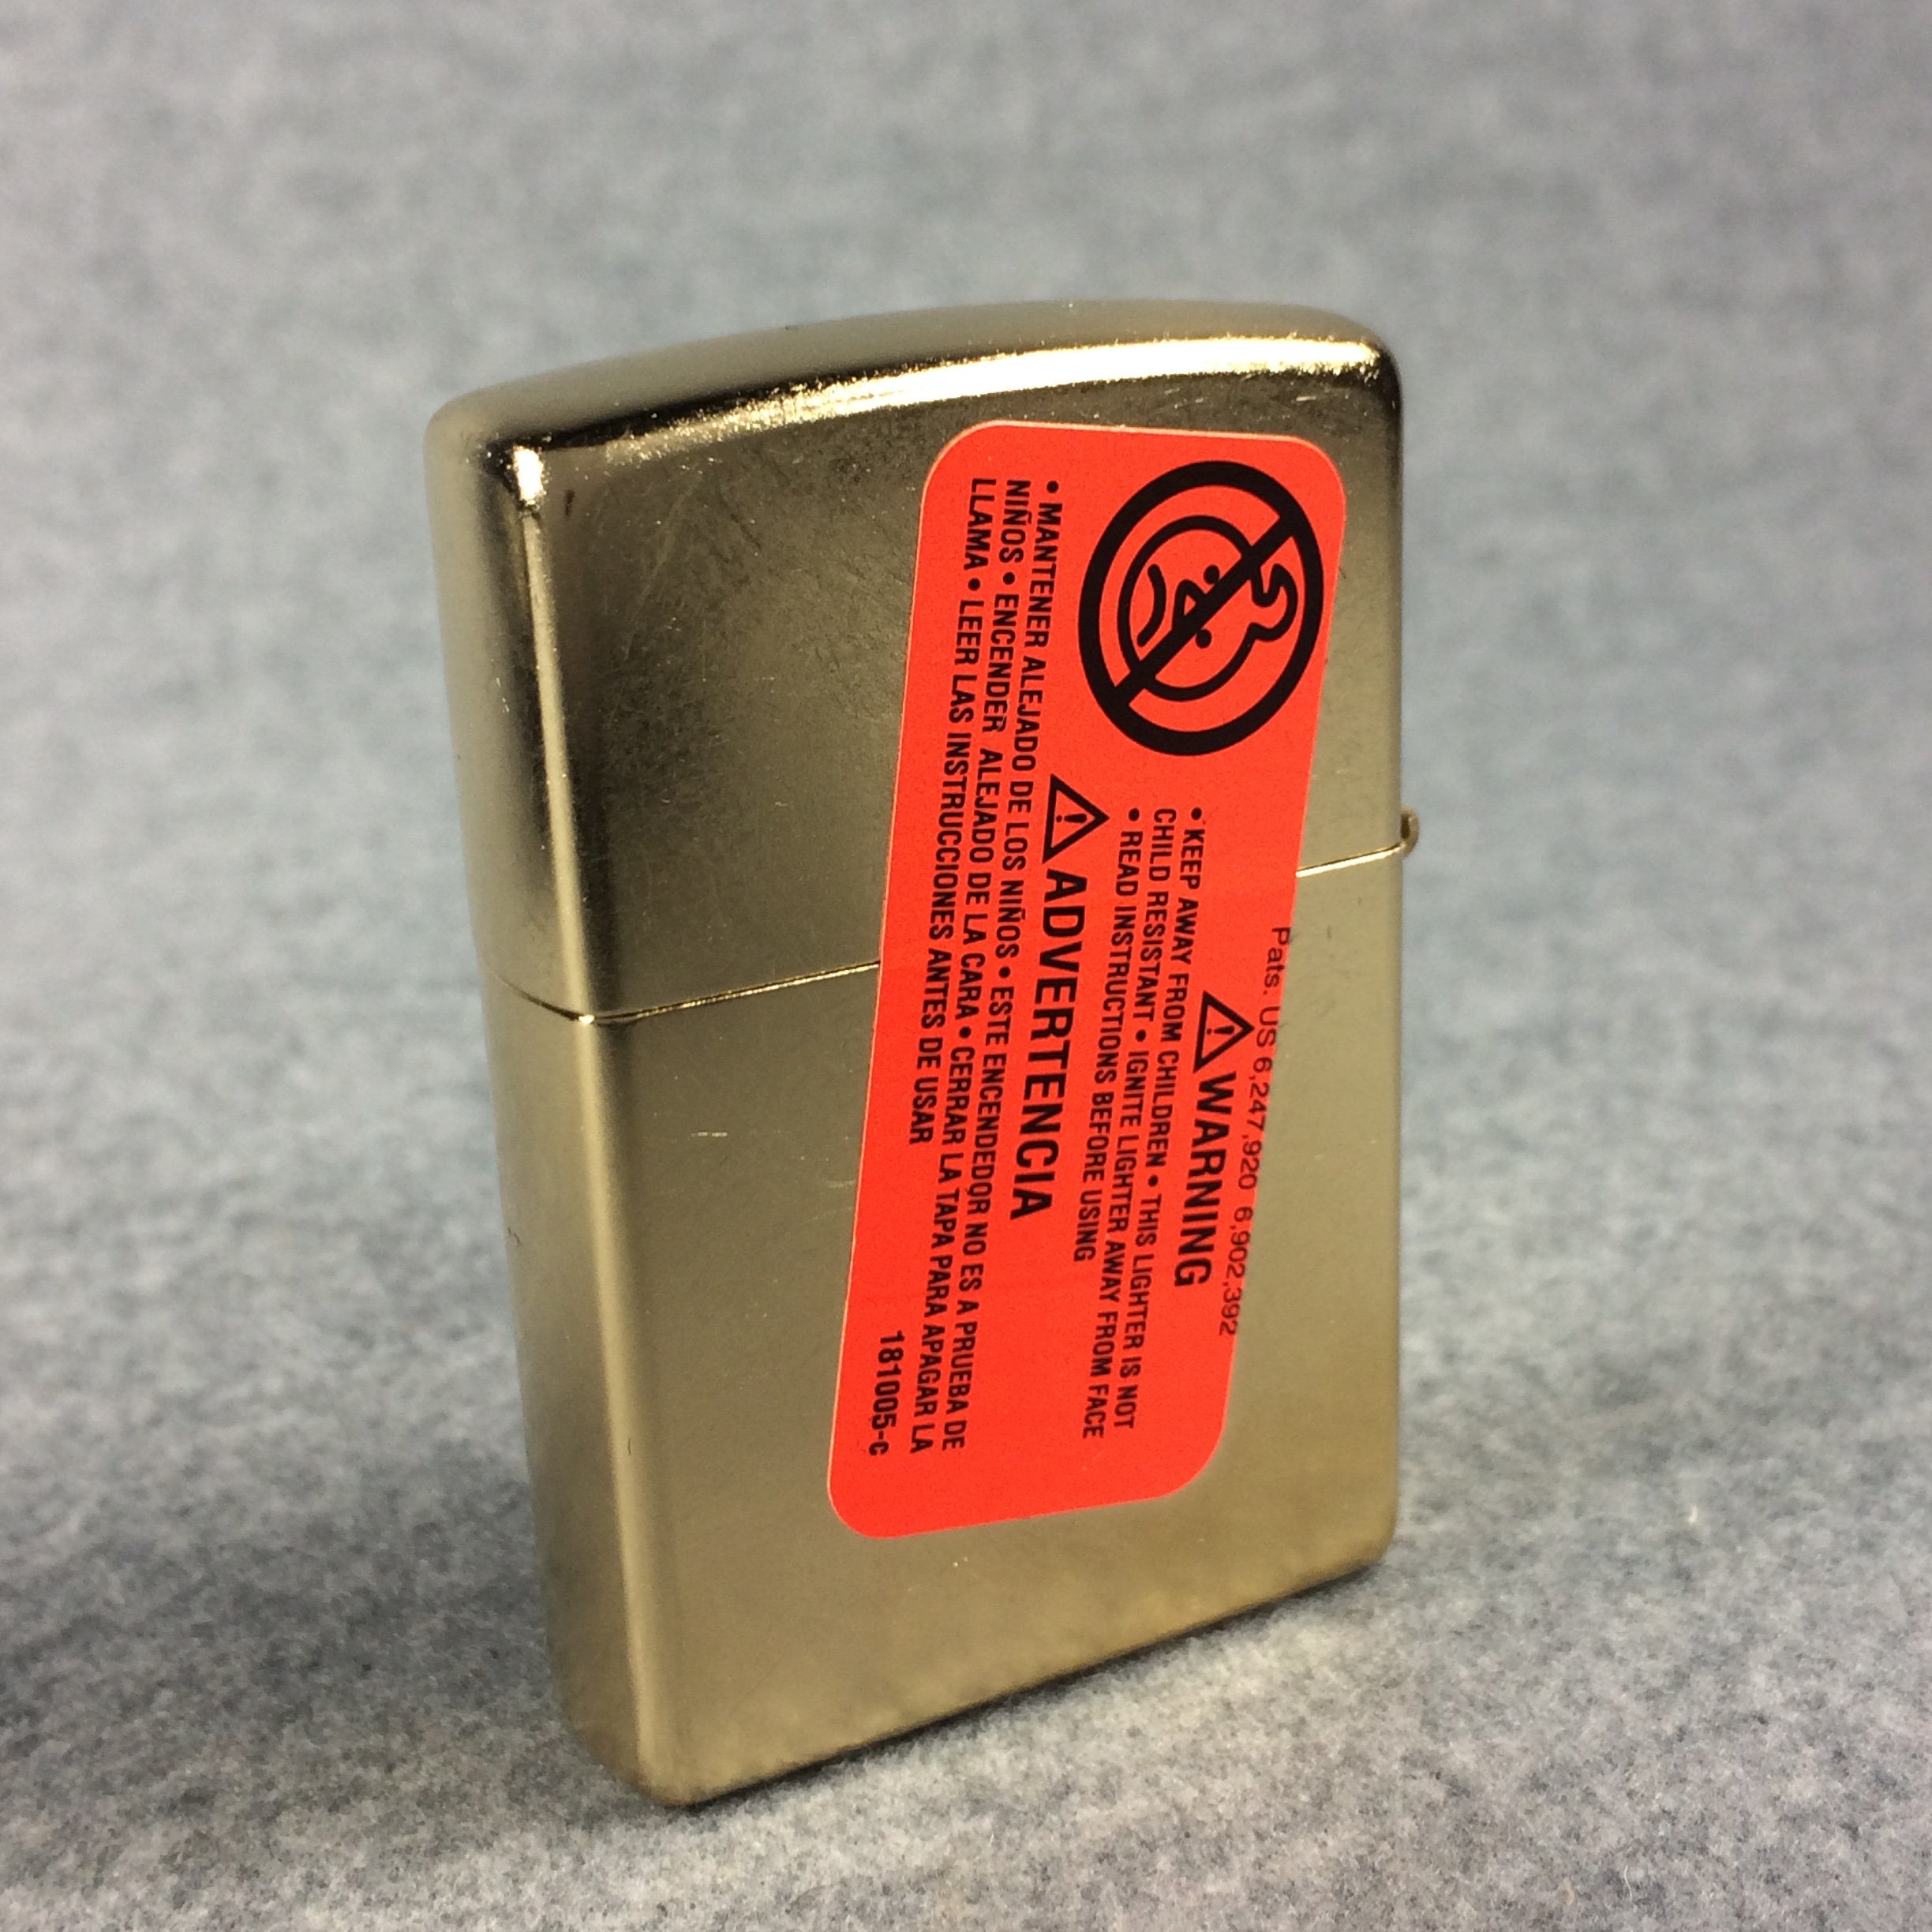 Pats. US 6,247,920 6,902,392
WARNING
• KEEP AWAY FROM CHILDREN • THIS LIGHTER IS NOT
CHILD RESISTANT • IGNITE LIGHTER AWAY FROM FACE
• READ INSTRUCTIONS BEFORE USING
ADVERTENCIA
• MANTENER ALEJADO DE LOS NIÑOS • ESTE ENCENDEDOR NO ES A PRUEBA DE
NIÑOS • ENCENDER ALEJADO DE LA CARA • CERRAR LA TAPA PARA APAGAR LA
LLAMA • LEER LAS INSTRUCCIONES ANTES DE USAR
181005-c